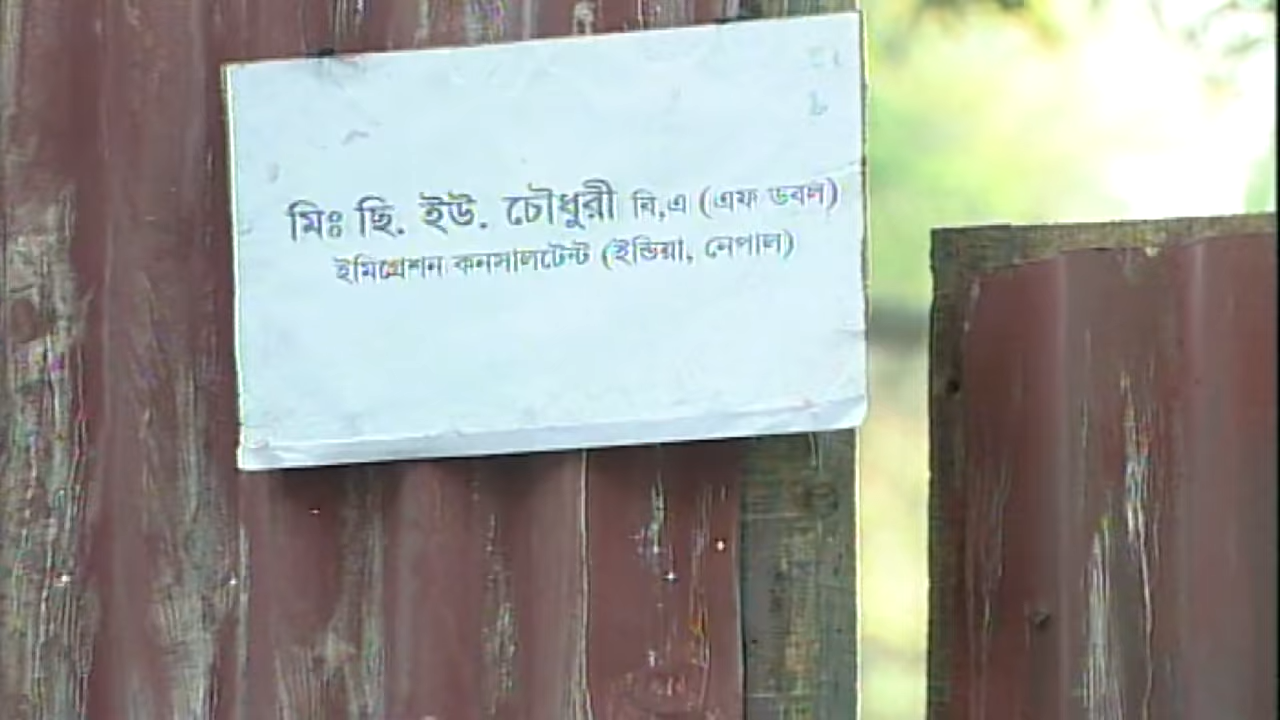 মিঃ ছি. ইউ. চৌধুরী বি,এ (এফ ডবল)
ইমিগ্রেশন কনসালটেন্ট (ইন্ডিয়া, নেপাল)